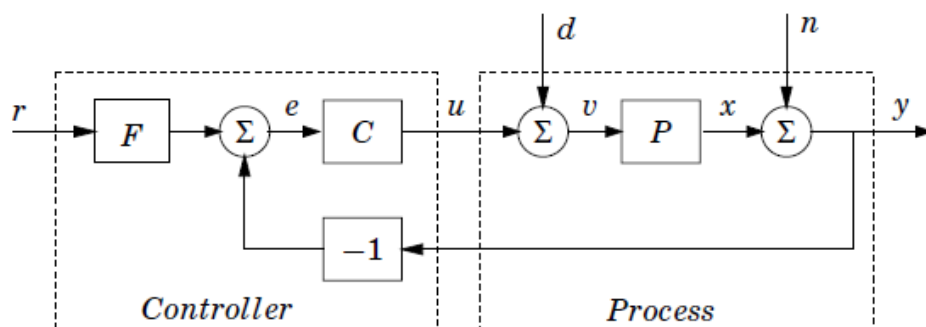 d n
r F Σ e C u Σ v P x Σ y
−1
Controller Process